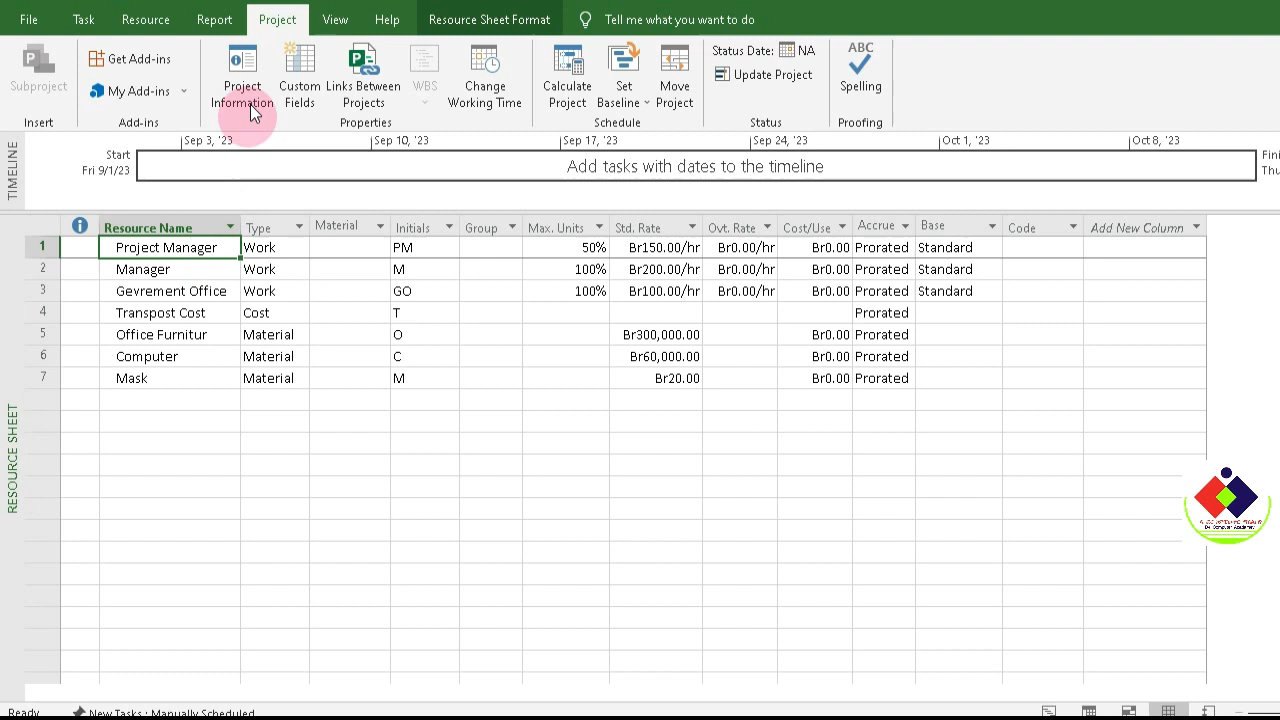 File Task Resource Report Project View Help Resource Sheet Format Tell me what you want to do
Subproject
Get Add-ins
My Add-ins
Project Information
Custom Fields
Links Between Projects
WBS
Change Working Time
Calculate Project
Set Baseline
Move Project
Status Date: NA
Update Project
ABC
Spelling
Insert Add-ins Properties Schedule Status Proofing
TIMELINE
Sep 3, '23 Sep 10, '23 Sep 17, '23 Sep 24, '23 Oct 1, '23 Oct 8, '23
Start
Fri 9/1/23
Add tasks with dates to the timeline
RESOURCE SHEET
Resource Name Type Material Initials Group Max. Units Std. Rate Ovt. Rate Cost/Use Accrue Base Code Add New Column
1 Project Manager Work PM 50% Br150.00/hr Br0.00/hr Br0.00 Prorated Standard
2 Manager Work M 100% Br200.00/hr Br0.00/hr Br0.00 Prorated Standard
3 Gevrement Office Work GO 100% Br100.00/hr Br0.00/hr Br0.00 Prorated Standard
4 Transpost Cost Cost T Prorated
5 Office Furnitur Material O Br300,000.00 Br0.00 Prorated
6 Computer Material C Br60,000.00 Br0.00 Prorated
7 Mask Material M Br20.00 Br0.00 Prorated
Ready New Tasks : Manually Scheduled